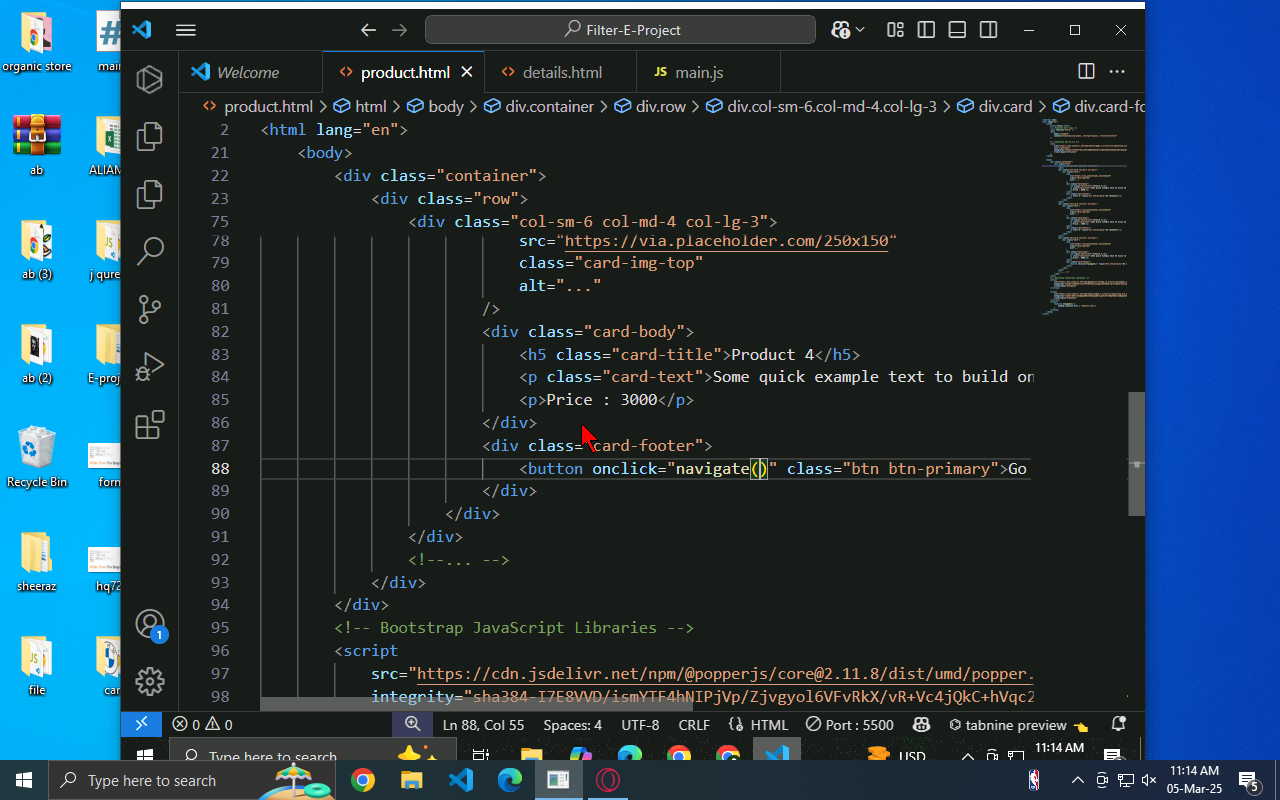 Filter-E-Project
Welcome
product.html
details.html
JS main.js
product.html > html > body > div.container > div.row > div.col-sm-6.col-md-4.col-lg-3 > div.card > div.card-fo
2 <html lang="en">
21 <body>
22 <div class="container">
23 <div class="row">
75 <div class="col-sm-6 col-md-4 col-lg-3">
78 src="https://via.placeholder.com/250x150"
79 class="card-img-top"
80 alt="..."
81 />
82 <div class="card-body">
83 <h5 class="card-title">Product 4</h5>
84 <p class="card-text">Some quick example text to build on
85 <p>Price : 3000</p>
86 </div>
87 <div class="card-footer">
88 <button onclick="navigate()" class="btn btn-primary">Go
89 </div>
90 </div>
91 </div>
92 <!--... -->
93 </div>
94 </div>
95 <!-- Bootstrap JavaScript Libraries -->
96 <script
97 src="https://cdn.jsdelivr.net/npm/@popperjs/core@2.11.8/dist/umd/popper.
98 integrity="sha384-I7E8VVD/ismYTF4hNIPjVp/Zjvgyol6VFvRkX/vR+Vc4jQkC+hVqc2
1
0 0 Ln 88, Col 55 Spaces: 4 UTF-8 CRLF HTML Port : 5500 tabnine preview
Type here to search
USD
11:14 AM
organic store
main
ab
ALIAM
ab (3)
j qure
ab (2)
E-proj
Recycle Bin
form
sheeraz
hq72
file
car
Type here to search
11:14 AM
05-Mar-25
5